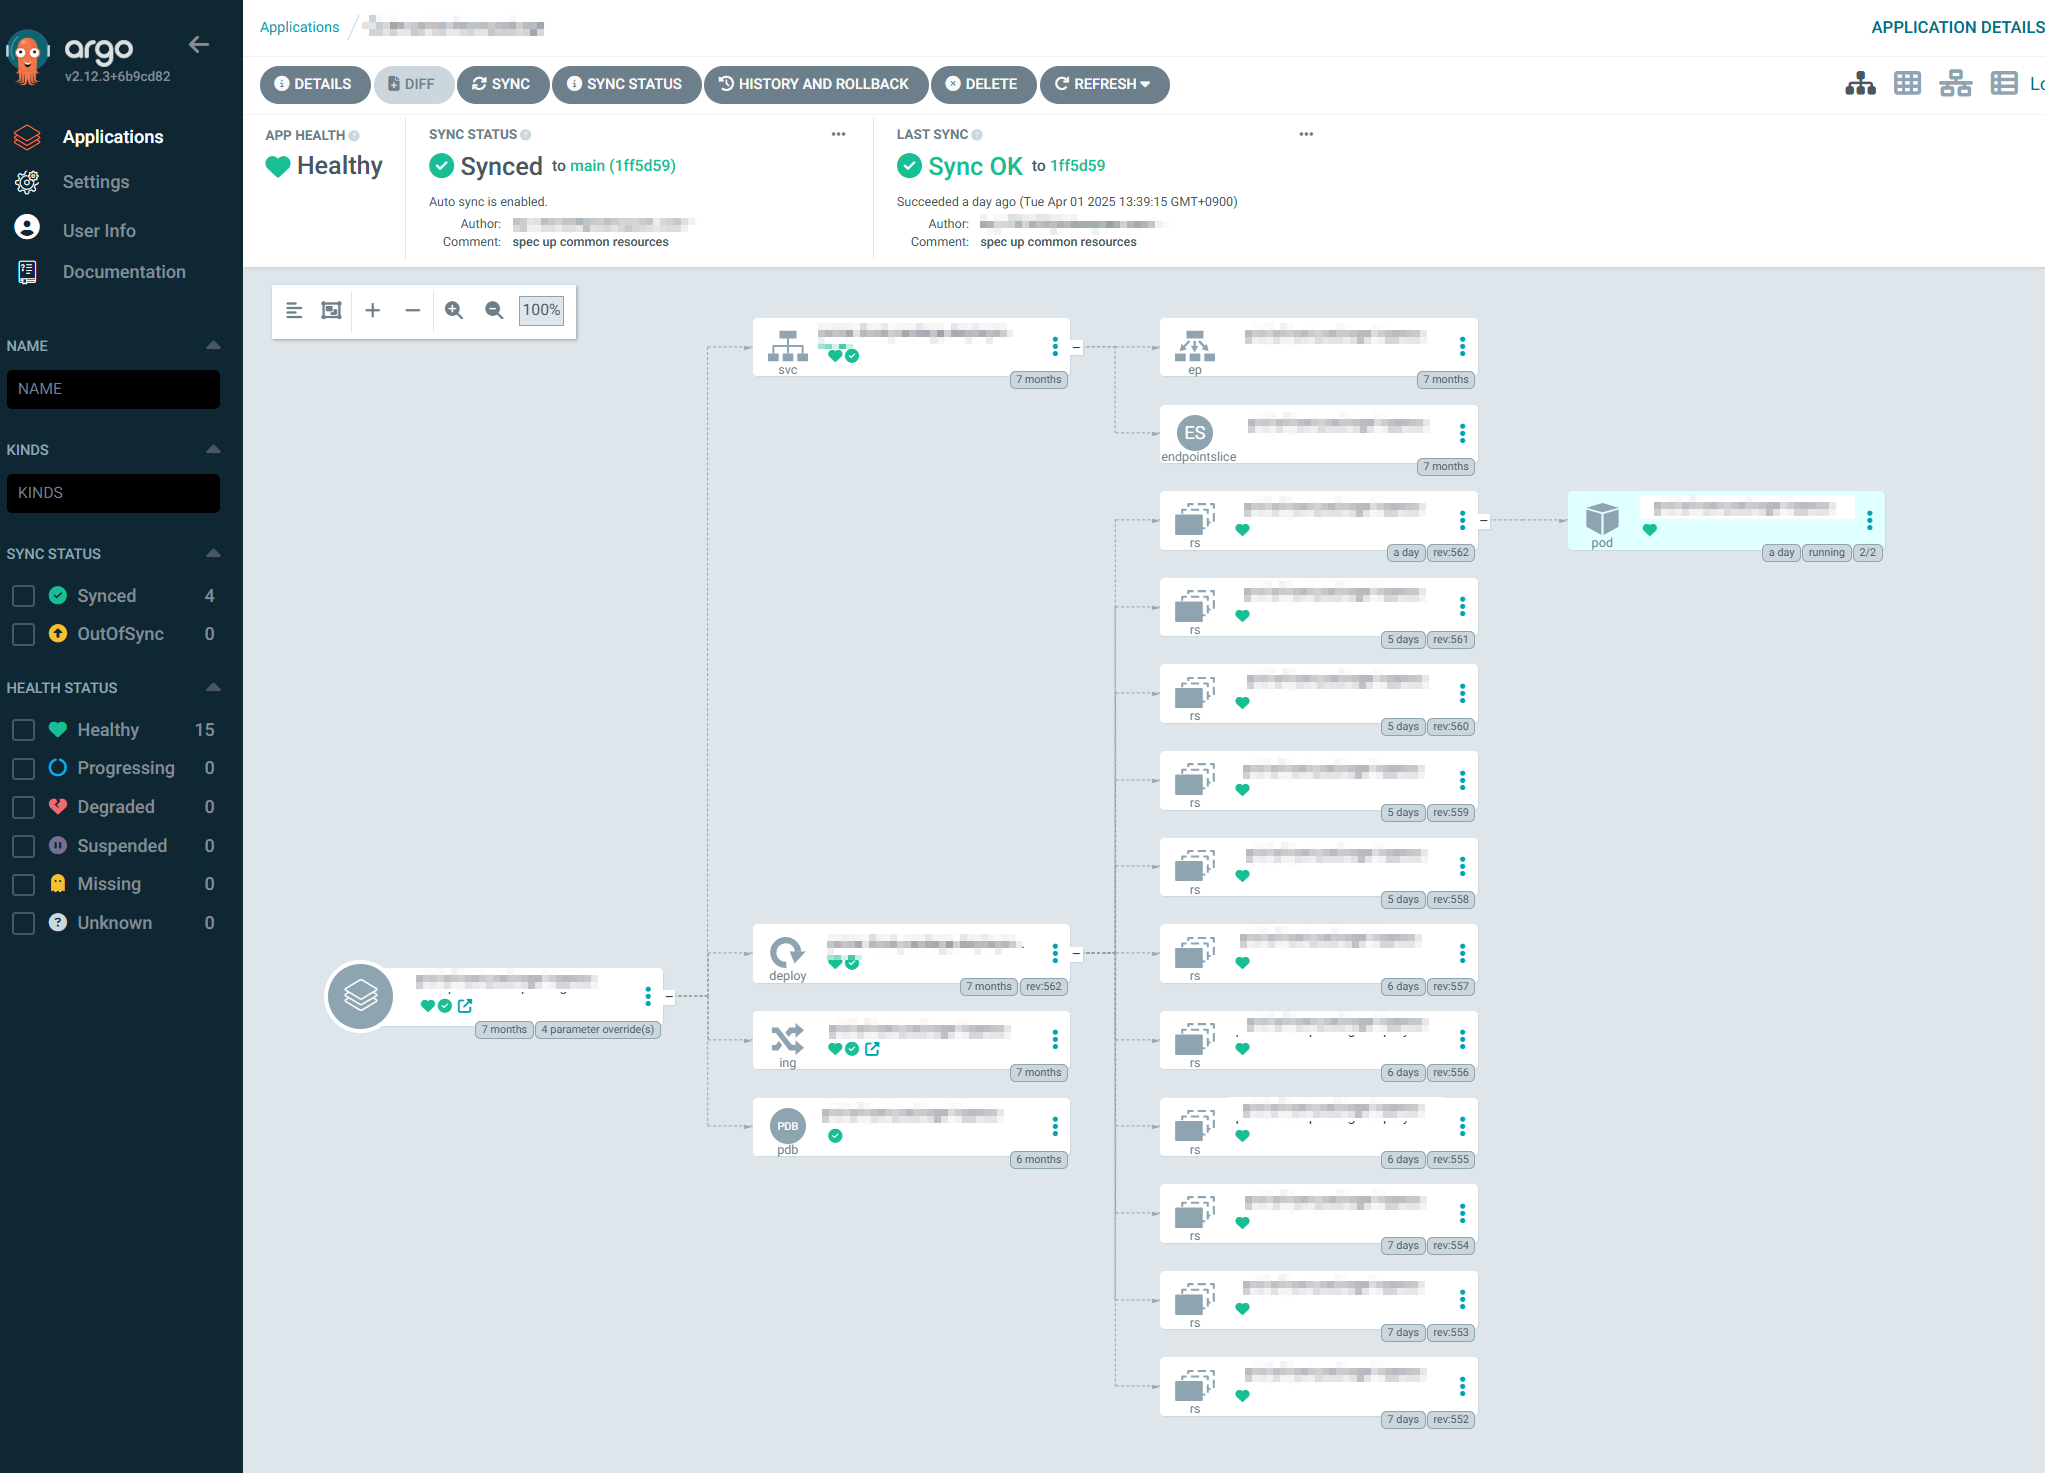 argo
v2.12.3+6b9cd82
Applications
Settings
User Info
Documentation
NAME
NAME
KINDS
KINDS
SYNC STATUS
Synced 4
OutOfSync 0
HEALTH STATUS
Healthy 15
Progressing 0
Degraded 0
Suspended 0
Missing 0
Unknown 0
Applications /
APPLICATION DETAILS
DETAILS DIFF SYNC SYNC STATUS HISTORY AND ROLLBACK DELETE REFRESH
Lo
APP HEALTH
Healthy
SYNC STATUS
Synced to main (1ff5d59)
Auto sync is enabled.
Author:
Comment: spec up common resources
LAST SYNC
Sync OK to 1ff5d59
Succeeded a day ago (Tue Apr 01 2025 13:39:15 GMT+0900)
Author:
Comment: spec up common resources
100%
7 months 4 parameter override(s)
svc
7 months
deploy
7 months rev:562
ing
7 months
PDB
pdb
6 months
ep
7 months
ES
endpointslice
7 months
rs
a day rev:562
rs
5 days rev:561
rs
5 days rev:560
rs
5 days rev:559
rs
5 days rev:558
rs
6 days rev:557
rs
6 days rev:556
rs
6 days rev:555
rs
7 days rev:554
rs
7 days rev:553
rs
7 days rev:552
pod
a day running 2/2